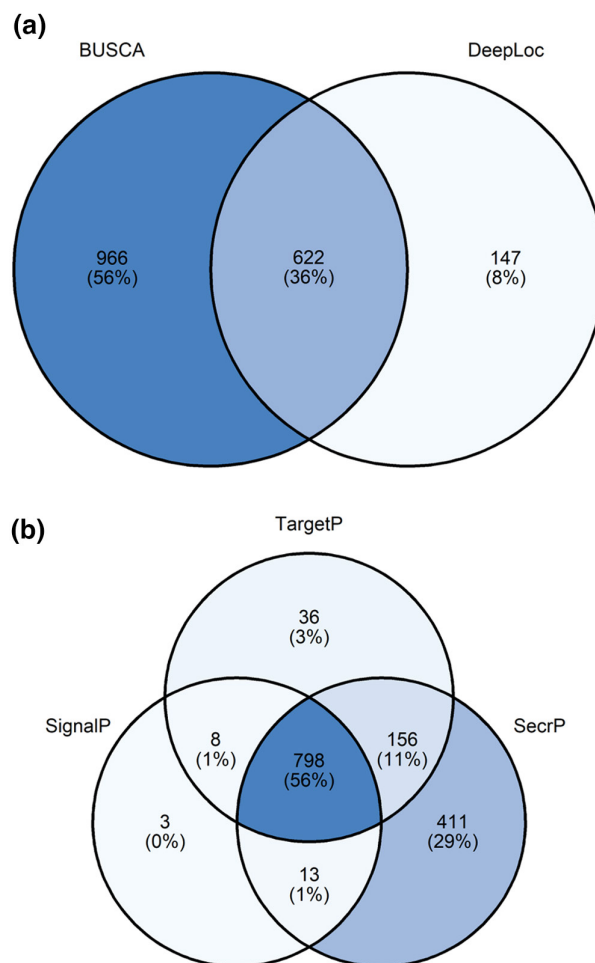 (a)
BUSCA
DeepLoc
966
(56%)
622
(36%)
147
(8%)
(b)
TargetP
36
(3%)
SignalP
SecrP
8
(1%)
798
(56%)
156
(11%)
3
(0%)
411
(29%)
13
(1%)